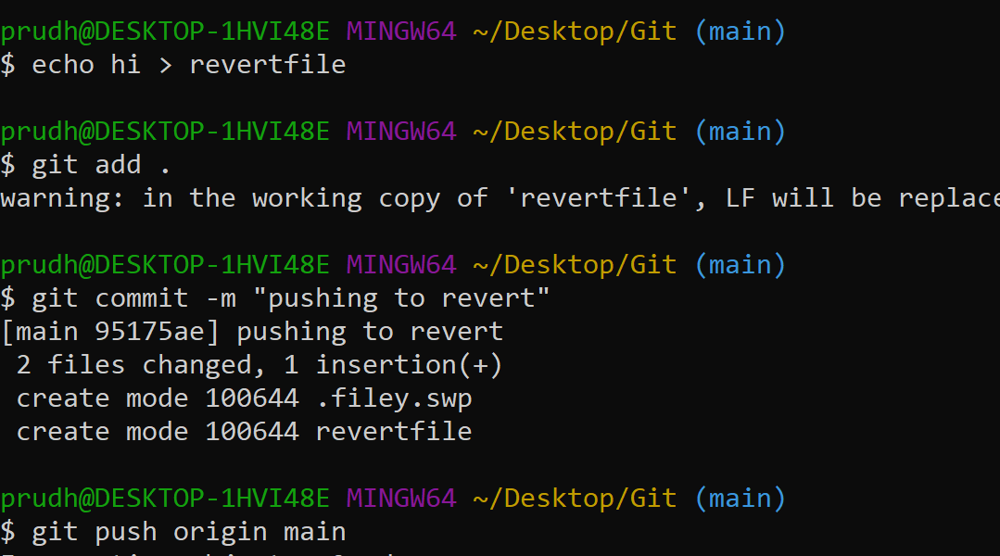 prudh@DESKTOP-1HVI48E MINGW64 ~/Desktop/Git (main)
$ echo hi > revertfile
prudh@DESKTOP-1HVI48E MINGW64 ~/Desktop/Git (main)
$ git add .
warning: in the working copy of 'revertfile', LF will be replace
prudh@DESKTOP-1HVI48E MINGW64 ~/Desktop/Git (main)
$ git commit -m "pushing to revert"
[main 95175ae] pushing to revert
 2 files changed, 1 insertion(+)
 create mode 100644 .filey.swp
 create mode 100644 revertfile
prudh@DESKTOP-1HVI48E MINGW64 ~/Desktop/Git (main)
$ git push origin main